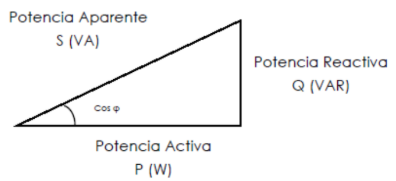 Potencia Aparente
S (VA)
Potencia Reactiva
Q (VAR)
Cos φ
Potencia Activa
P (W)